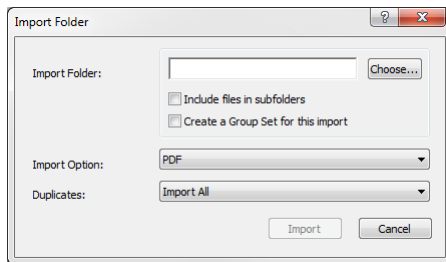 Import Folder
Import Folder:
Choose...
Include files in subfolders
Create a Group Set for this import
Import Option:
PDF
Duplicates:
Import All
Import
Cancel